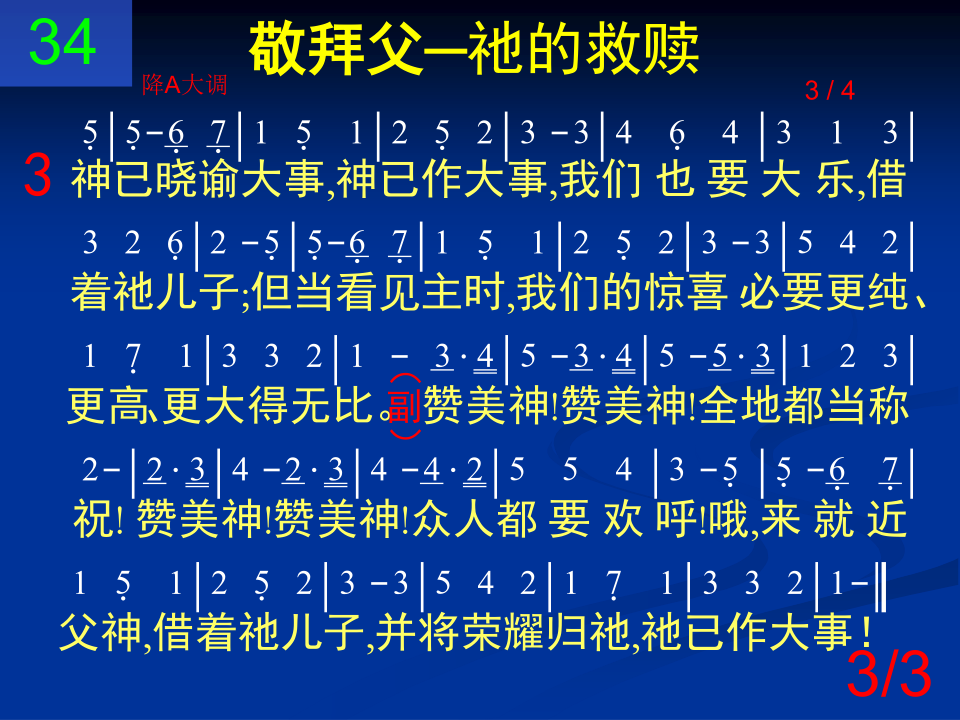 34
敬拜父─祂的救赎
降A大调
3 / 4
5̣|5̣-6̣ 7̣|1 5̣ 1|2 5̣ 2|3 -3|4 6̣ 4|3 1 3|
3
神已晓谕大事,神已作大事,我们 也 要 大 乐,借
3 2 6̣|2 -5̣|5̣-6̣ 7̣|1 5̣ 1|2 5̣ 2|3 -3|5 4 2|
着祂儿子;但当看见主时,我们的惊喜 必要更纯、
1 7̣ 1|3 3 2|1 - 3·4|5 -3·4|5 -5·3|1 2 3|
更高、更大得无比。(副)赞美神!赞美神!全地都当称
2-|2·3|4 -2·3|4 -4·2|5 5 4|3 -5̣|5̣ -6̣ 7̣|
祝! 赞美神!赞美神!众人都 要 欢 呼!哦,来 就 近
1 5̣ 1|2 5̣ 2|3 -3|5 4 2|1 7̣ 1|3 3 2|1-‖
父神,借着祂儿子,并将荣耀归祂,祂已作大事!
3/3